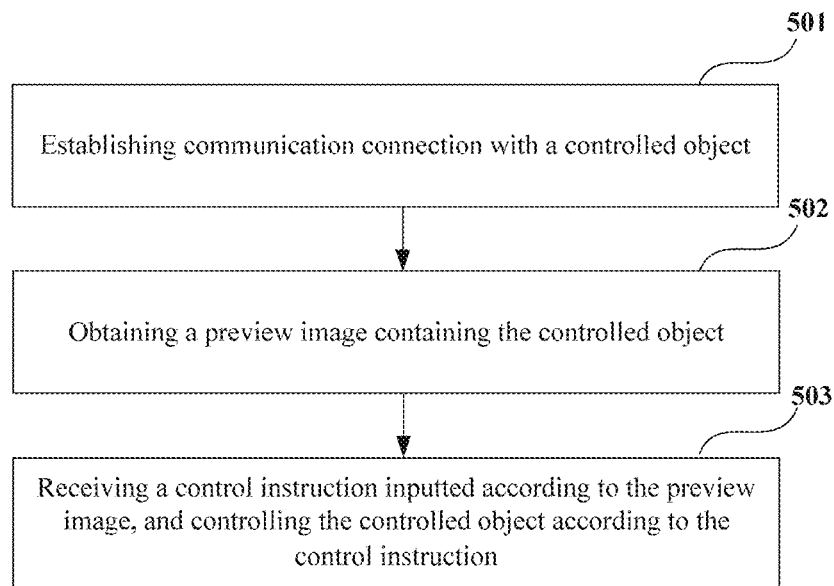 501
Establishing communication connection with a controlled object
502
Obtaining a preview image containing the controlled object
503
Receiving a control instruction inputted according to the preview
image, and controlling the controlled object according to the
control instruction